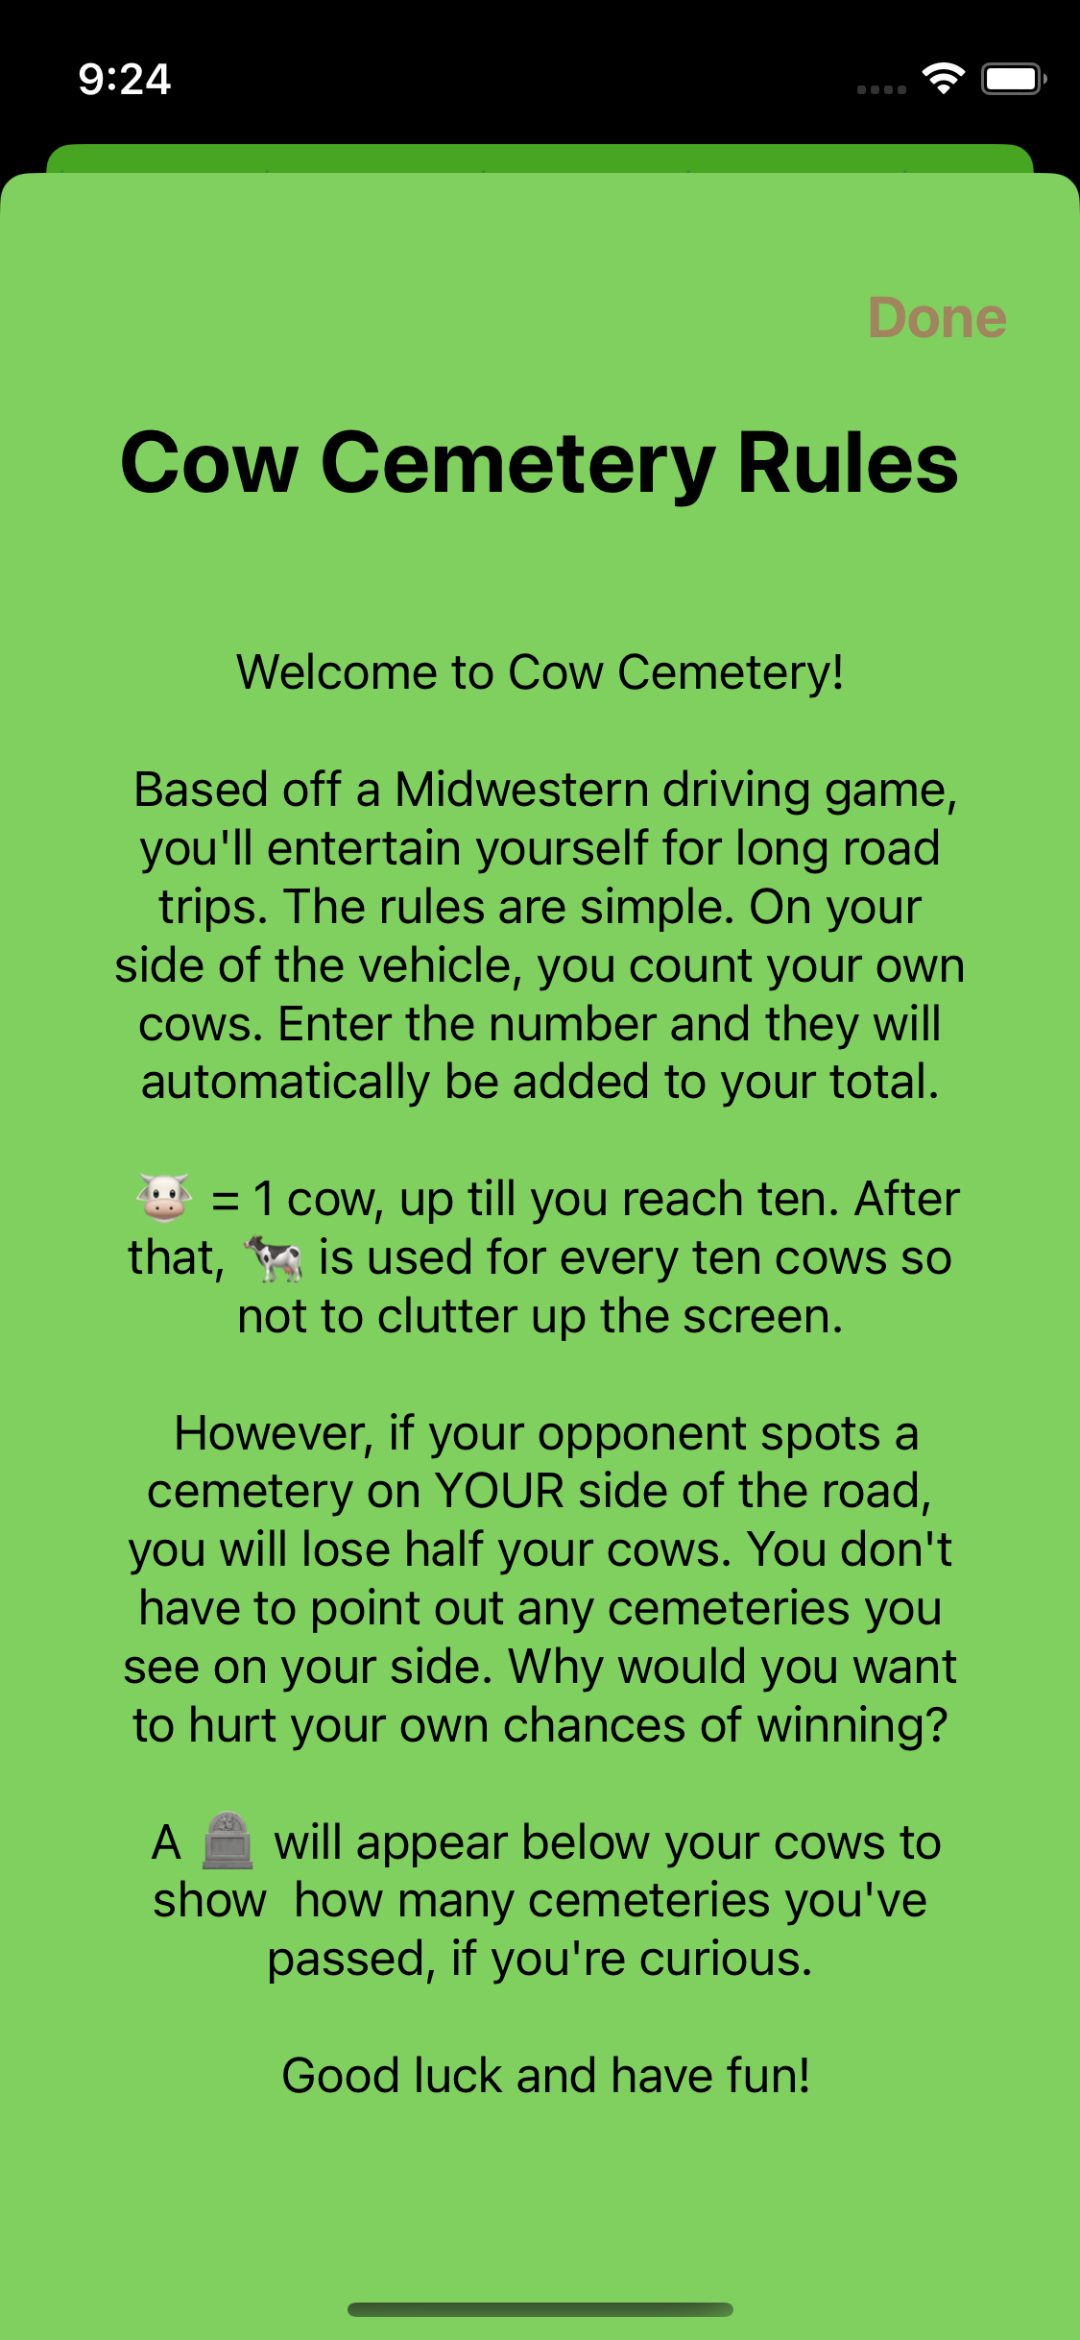 9:24
Done
Cow Cemetery Rules
Welcome to Cow Cemetery!
Based off a Midwestern driving game,
you'll entertain yourself for long road
trips. The rules are simple. On your
side of the vehicle, you count your own
cows. Enter the number and they will
automatically be added to your total.
🐮 = 1 cow, up till you reach ten. After
that, 🐄 is used for every ten cows so
not to clutter up the screen.
However, if your opponent spots a
cemetery on YOUR side of the road,
you will lose half your cows. You don't
have to point out any cemeteries you
see on your side. Why would you want
to hurt your own chances of winning?
A 🪦 will appear below your cows to
show  how many cemeteries you've
passed, if you're curious.
Good luck and have fun!